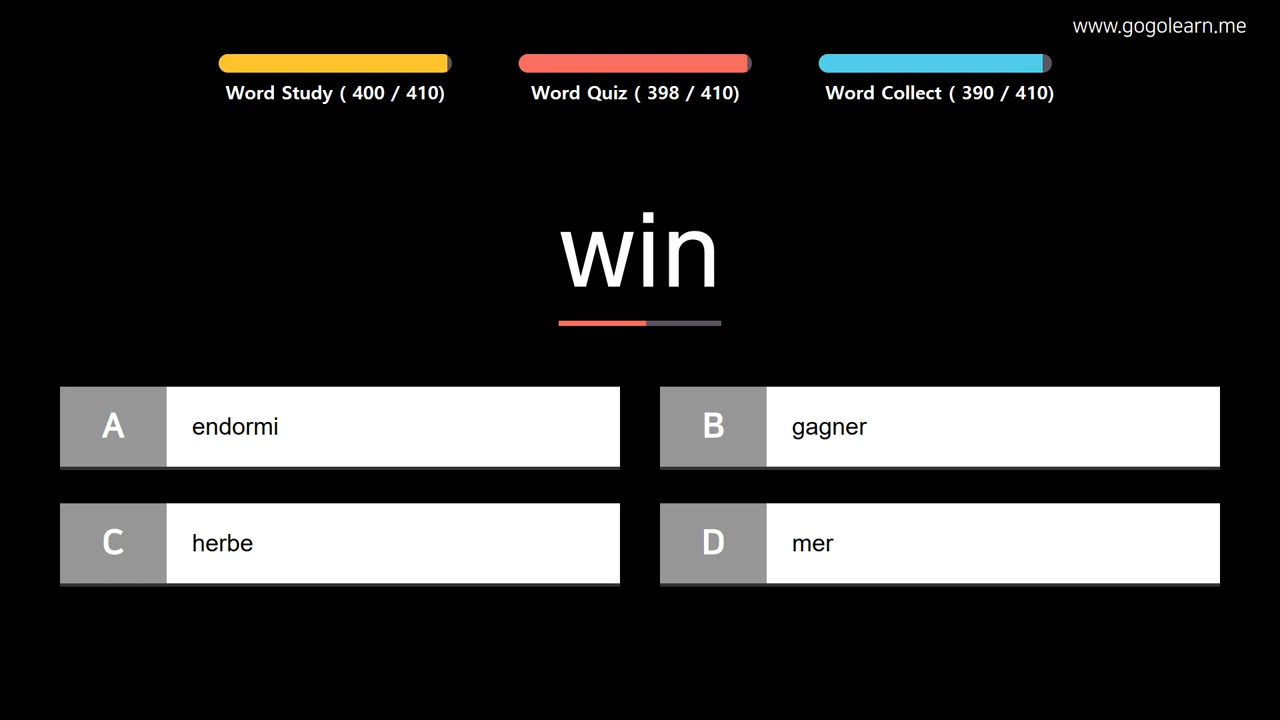 www.gogolearn.me
Word Study ( 400 / 410)
Word Quiz ( 398 / 410)
Word Collect ( 390 / 410)
win
A endormi
B gagner
C herbe
D mer